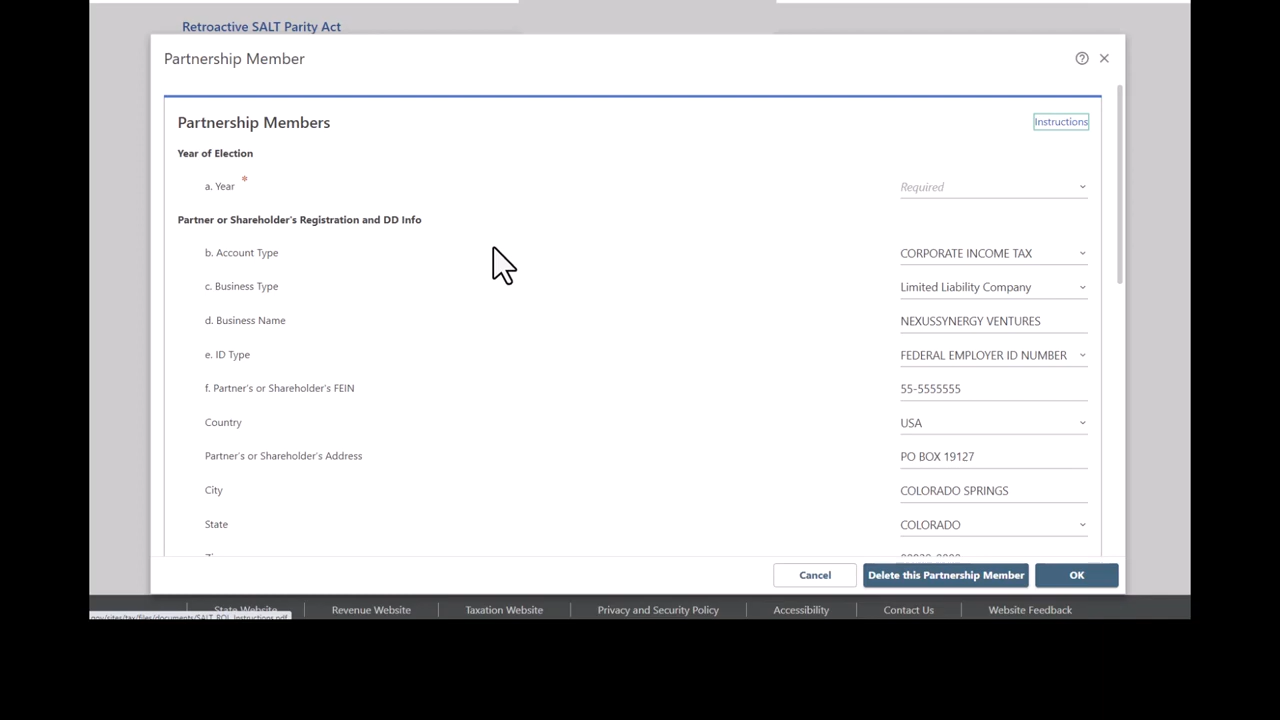 Retroactive SALT Parity Act
Partnership Member
Partnership Members
Instructions
Year of Election
a. Year *
Required
Partner or Shareholder's Registration and DD Info
b. Account Type
CORPORATE INCOME TAX
c. Business Type
Limited Liability Company
d. Business Name
NEXUSSYNERGY VENTURES
e. ID Type
FEDERAL EMPLOYER ID NUMBER
f. Partner's or Shareholder's FEIN
55-5555555
Country
USA
Partner's or Shareholder's Address
PO BOX 19127
City
COLORADO SPRINGS
State
COLORADO
Cancel
Delete this Partnership Member
OK
State Website
Revenue Website
Taxation Website
Privacy and Security Policy
Accessibility
Contact Us
Website Feedback